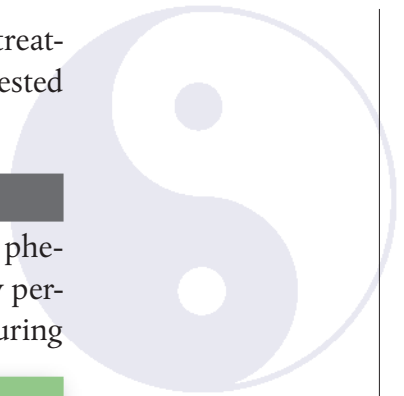 treat-
ested
phe-
per-
uring